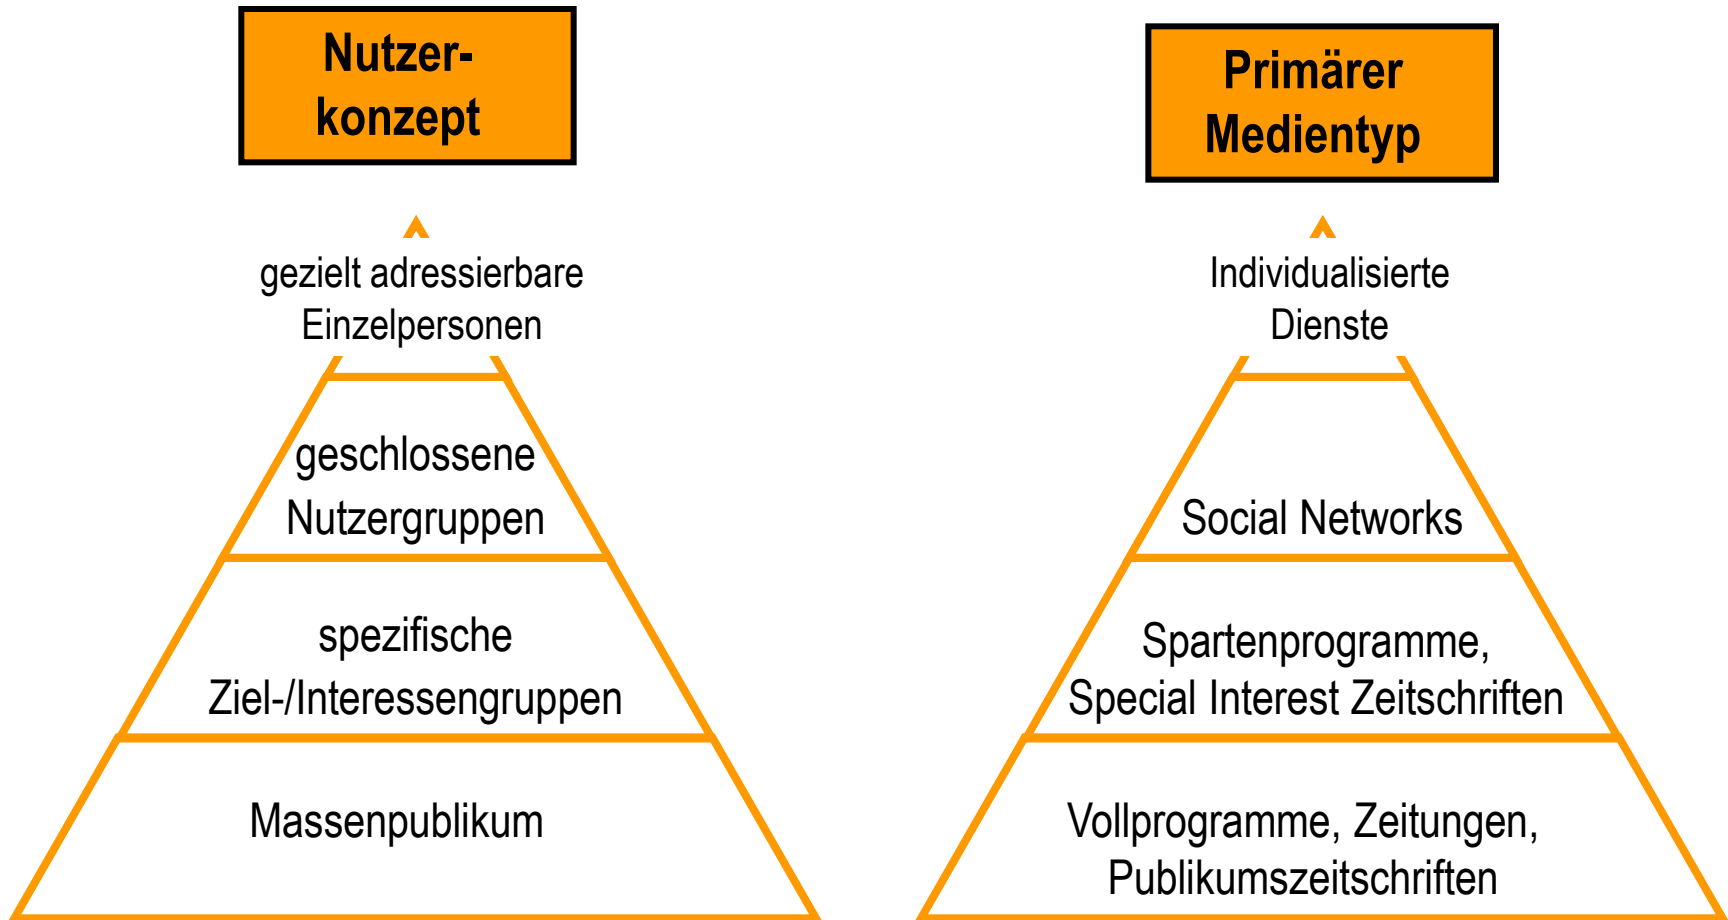 Nutzer-
konzept
gezielt adressierbare
Einzelpersonen
geschlossene
Nutzergruppen
spezifische
Ziel-/Interessengruppen
Massenpublikum
Primärer
Medientyp
Individualisierte
Dienste
Social Networks
Spartenprogramme,
Special Interest Zeitschriften
Vollprogramme, Zeitungen,
Publikumszeitschriften